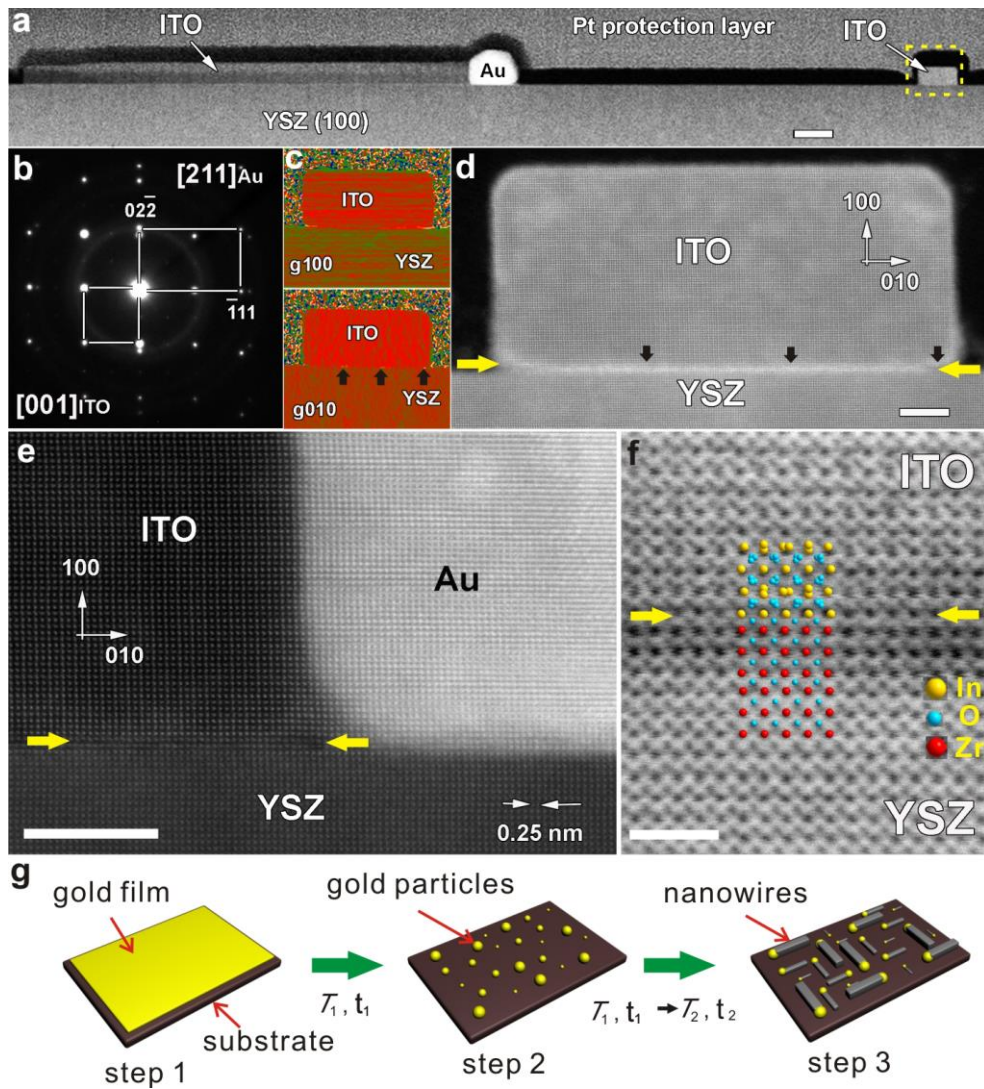 a
ITO
Pt protection layer
ITO
Au
YSZ (100)
b
[211]Au
022̅
1̅11
[001]ITO
c
ITO
g100
YSZ
ITO
g010
YSZ
d
100
ITO
010
YSZ
e
ITO
Au
100
010
YSZ
0.25 nm
f
ITO
In
O
Zr
YSZ
g
gold film
gold particles
nanowires
T₁, t₁
T₁, t₁ → T₂, t₂
substrate
step 1
step 2
step 3